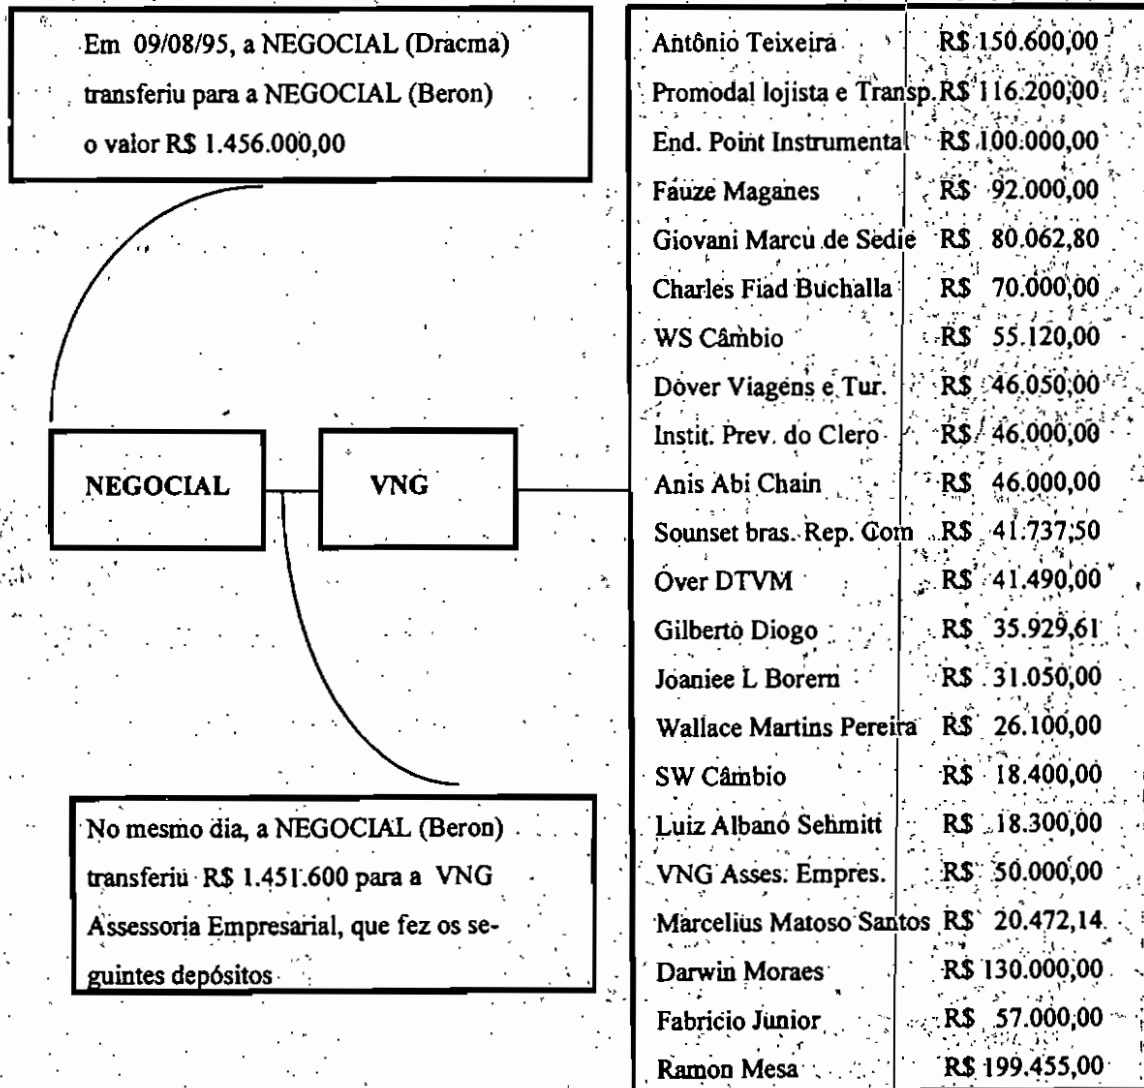 Em 09/08/95, a NEGOCIAL (Dracma)
transferiu para a NEGOCIAL (Beron)
o valor R$ 1.456.000,00
NEGOCIAL
VNG
No mesmo dia, a NEGOCIAL (Beron)
transferiu R$ 1.451.600 para a VNG
Assessoria Empresarial, que fez os se-
guintes depósitos
Antônio Teixeira R$ 150.600,00
Promodal lojista e Transp. R$ 116.200,00
End. Point Instrumental R$ 100.000,00
Fauze Maganes R$ 92.000,00
Giovani Marcu de Sedie R$ 80.062,80
Charles Fiad Buchalla R$ 70.000,00
WS Câmbio R$ 55.120,00
Dover Viagens e Tur. R$ 46.050,00
Instit. Prev. do Clero R$ 46.000,00
Anis Abi Chain R$ 46.000,00
Sounset bras. Rep. Com R$ 41.737,50
Over DTVM R$ 41.490,00
Gilberto Diogo R$ 35.929,61
Joaniee L Borem R$ 31.050,00
Wallace Martins Pereira R$ 26.100,00
SW Câmbio R$ 18.400,00
Luiz Albano Sehmitt R$ 18.300,00
VNG Asses. Empres. R$ 50.000,00
Marcelius Matoso Santos R$ 20.472,14
Darwin Moraes R$ 130.000,00
Fabricio Junior R$ 57.000,00
Ramon Mesa R$ 199.455,00